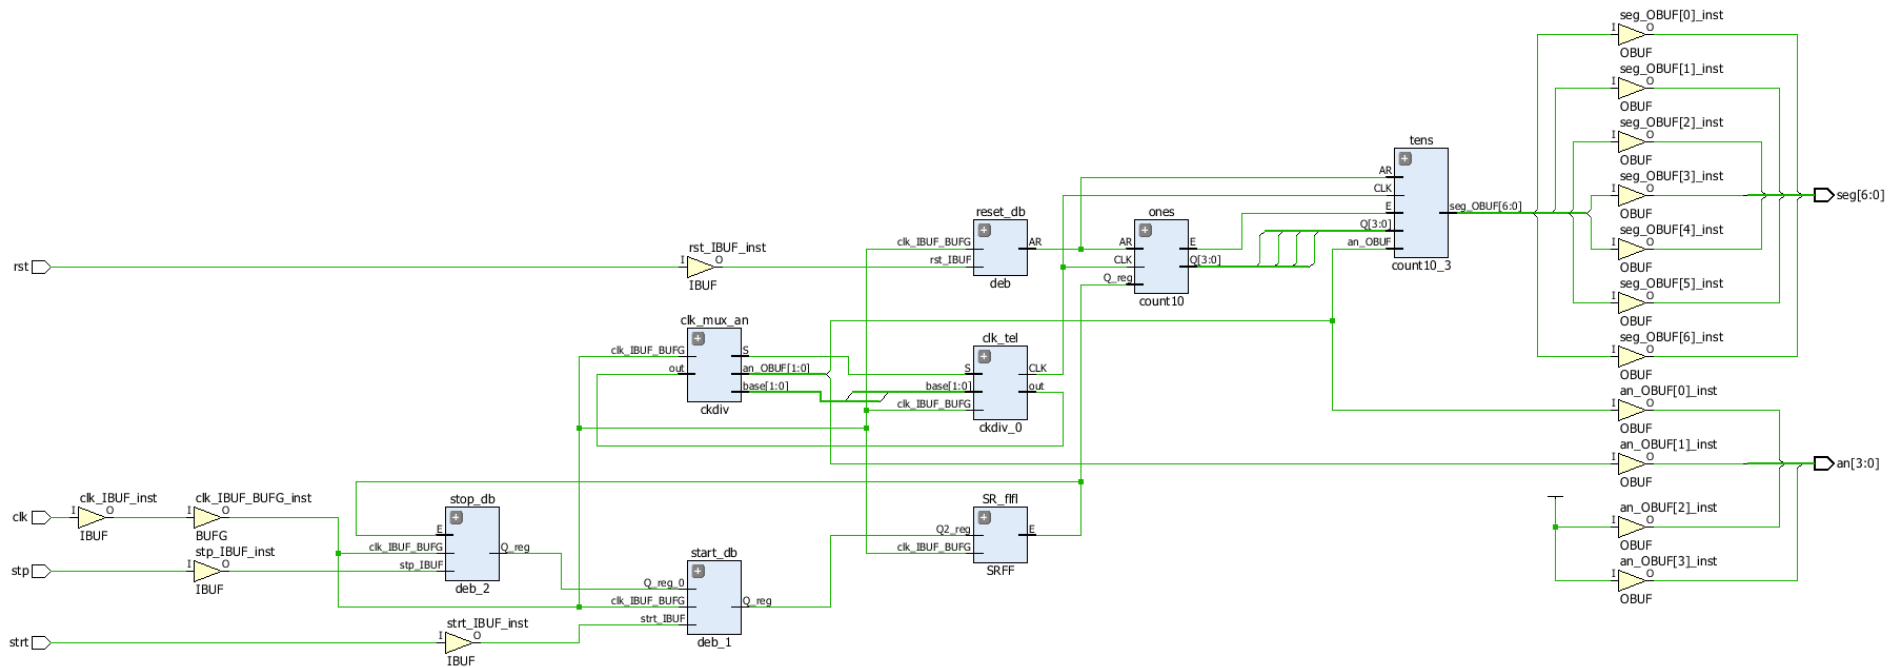 seg_OBUF[0]_inst
I O
OBUF
seg_OBUF[1]_inst
I O
OBUF
seg_OBUF[2]_inst
I O
OBUF
seg_OBUF[3]_inst
I O
OBUF
seg[6:0]
seg_OBUF[4]_inst
I O
OBUF
seg_OBUF[5]_inst
I O
OBUF
seg_OBUF[6]_inst
I O
OBUF
an_OBUF[0]_inst
I O
OBUF
an_OBUF[1]_inst
I O
OBUF
an[3:0]
an_OBUF[2]_inst
I O
OBUF
an_OBUF[3]_inst
I O
OBUF
tens
AR
CLK
E
Q[3:0]
an_OBUF
seg_OBUF[6:0]
count10_3
ones
AR
CLK
Q_reg
E
Q[3:0]
count10
reset_db
clk_IBUF_BUFG
rst_IBUF
AR
deb
rst
rst_IBUF_inst
I O
IBUF
clk_mux_an
clk_IBUF_BUFG
out
S
an_OBUF[1:0]
base[1:0]
ckdiv
clk_tel
S
base[1:0]
clk_IBUF_BUFG
CLK
out
ckdiv_0
clk
clk_IBUF_inst
I O
IBUF
clk_IBUF_BUFG_inst
I O
BUFG
stp
stp_IBUF_inst
I O
IBUF
stop_db
E
clk_IBUF_BUFG
stp_IBUF
Q_reg
deb_2
start_db
Q_reg_0
clk_IBUF_BUFG
strt_IBUF
Q_reg
deb_1
SR_flfl
Q2_reg
clk_IBUF_BUFG
E
SRFF
strt
strt_IBUF_inst
I O
IBUF